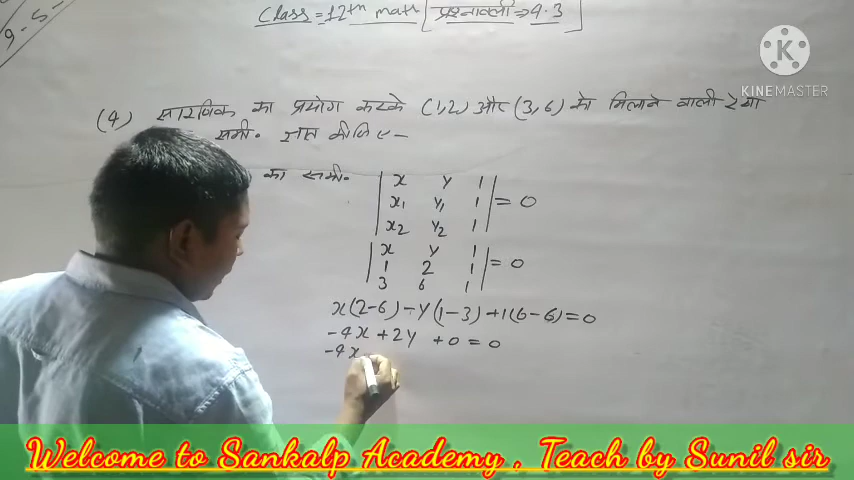 9-5-
Class = 12th math [प्रश्नावली ⇒ 4.3]
K
KINEMASTER
(4) सारणिक का प्रयोग करके (1,2) और (3,6) को मिलाने वाली रेखा
समी॰ ज्ञात कीजिए -
का समी॰
| x y 1 |
| x₁ y₁ 1 | = 0
| x₂ y₂ 1 |
| x y 1 |
| 1 2 1 | = 0
| 3 6 1 |
x(2-6) - y(1-3) + 1(6-6) = 0
-4x + 2y + 0 = 0
-4x
Welcome to Sankalp Academy , Teach by Sunil sir